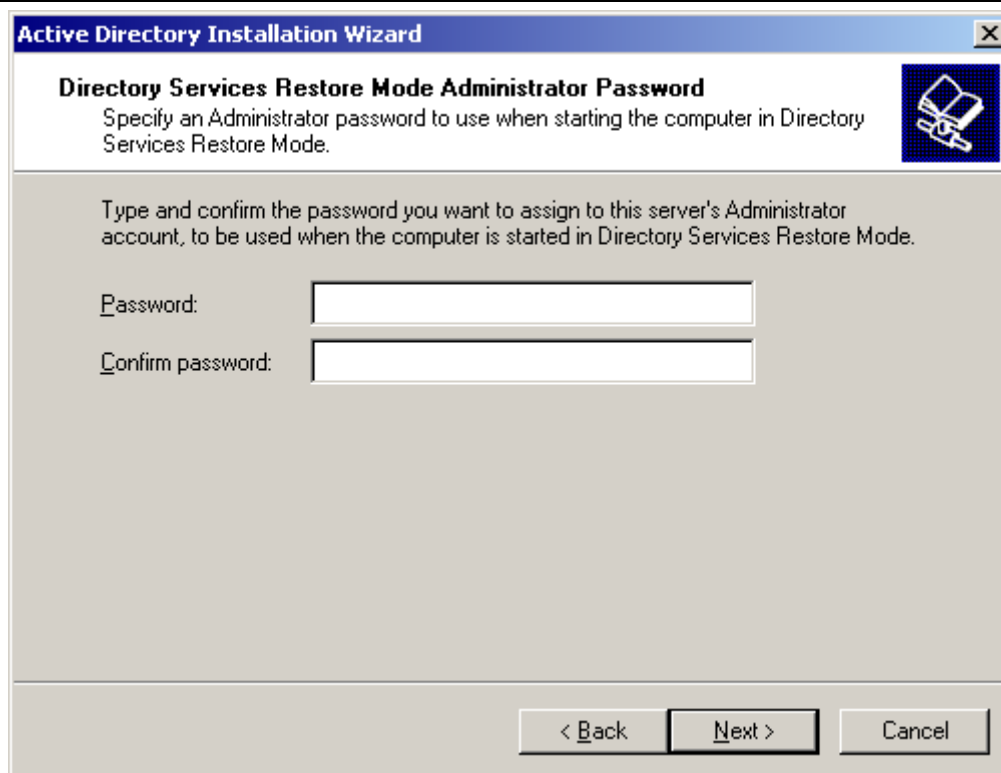 Active Directory Installation Wizard
Directory Services Restore Mode Administrator Password
Specify an Administrator password to use when starting the computer in Directory
Services Restore Mode.
Type and confirm the password you want to assign to this server's Administrator
account, to be used when the computer is started in Directory Services Restore Mode.
Password:
Confirm password:
< Back Next > Cancel